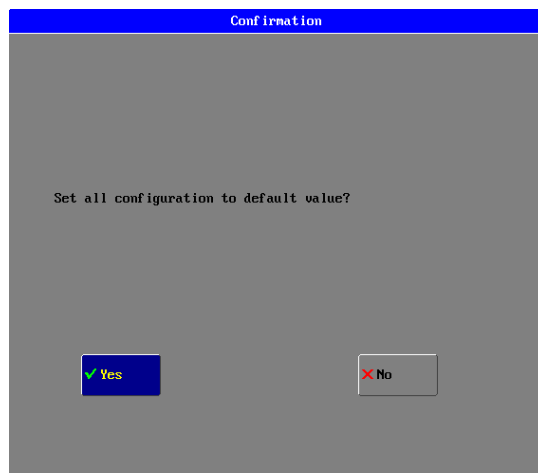 Confirmation
Set all configuration to default value?
Yes
No